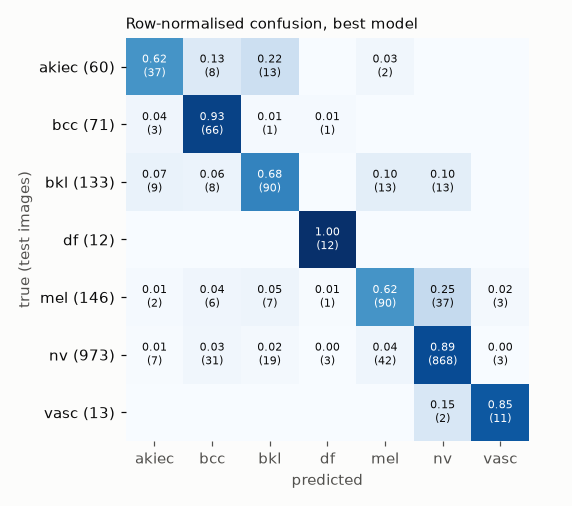 Row-normalised confusion, best model
akiec (60) 0.62 0.13 0.22 0.03
(37) (8) (13) (2)
bcc (71) 0.04 0.93 0.01 0.01
(3) (66) (1) (1)
bkl (133) 0.07 0.06 0.68 0.10 0.10
(9) (8) (90) (13) (13)
df (12) 1.00
(12)
mel (146) 0.01 0.04 0.05 0.01 0.62 0.25 0.02
(2) (6) (7) (1) (90) (37) (3)
nv (973) 0.01 0.03 0.02 0.00 0.04 0.89 0.00
(7) (31) (19) (3) (42) (868) (3)
vasc (13) 0.15 0.85
(2) (11)
true (test images)
akiec bcc bkl df mel nv vasc
predicted